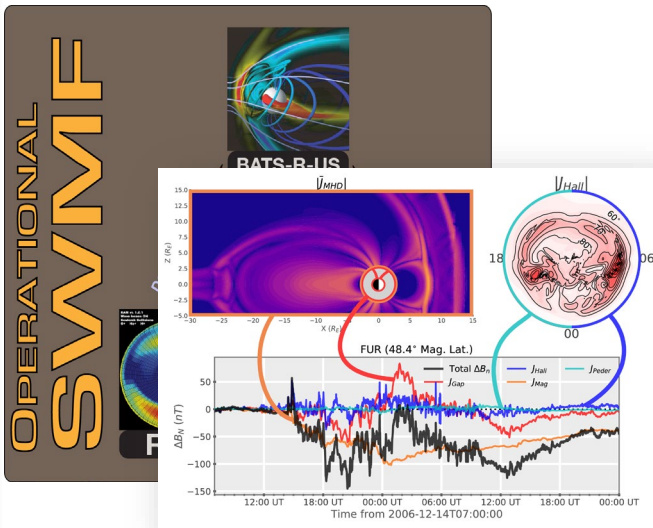 OPERATIONAL
SWMF
BATS-R-US
|J̄MHD|
|JHall|
15.0
12.5
10.0
7.5
5.0
2.5
0.0
−2.5
−5.0
Z (RE)
−30 −25 −20 −15 −10 −5 0 5 10 15
X (RE)
60°
80°
18
06
00
FUR (48.4° Mag. Lat.)
Total ΔBn JHall JPeder
JGap JMag
50
0
−50
−100
−150
ΔBN (nT)
12:00 UT 18:00 UT 00:00 UT 06:00 UT 12:00 UT 18:00 UT 00:00 UT
Time from 2006-12-14T07:00:00